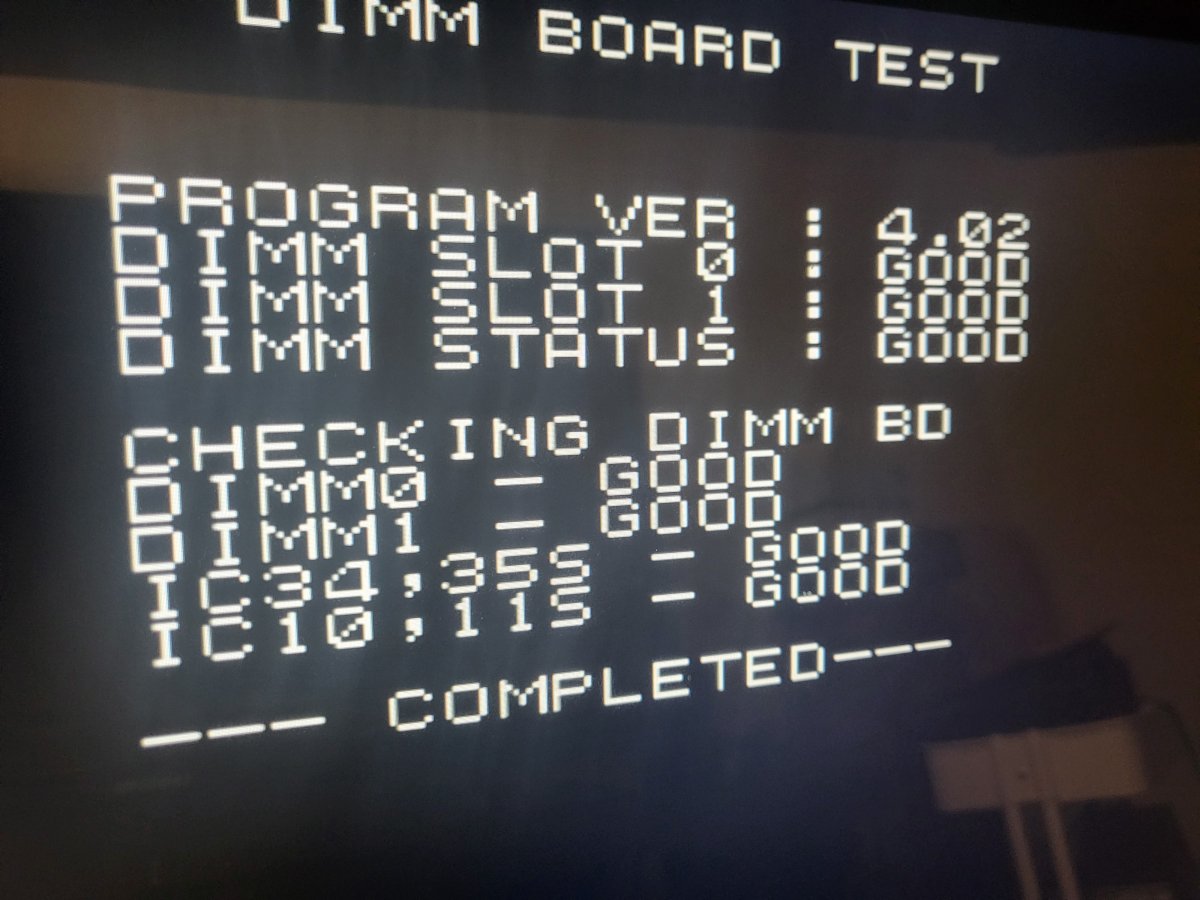 DIMM BOARD TEST
PROGRAM VER : 4.02
DIMM SLOT 0 : GOOD
DIMM SLOT 1 : GOOD
DIMM STATUS : GOOD
CHECKING DIMM BD
DIMM0 - GOOD
DIMM1 - GOOD
IC34,35S - GOOD
IC10,11S - GOOD
--- COMPLETED---